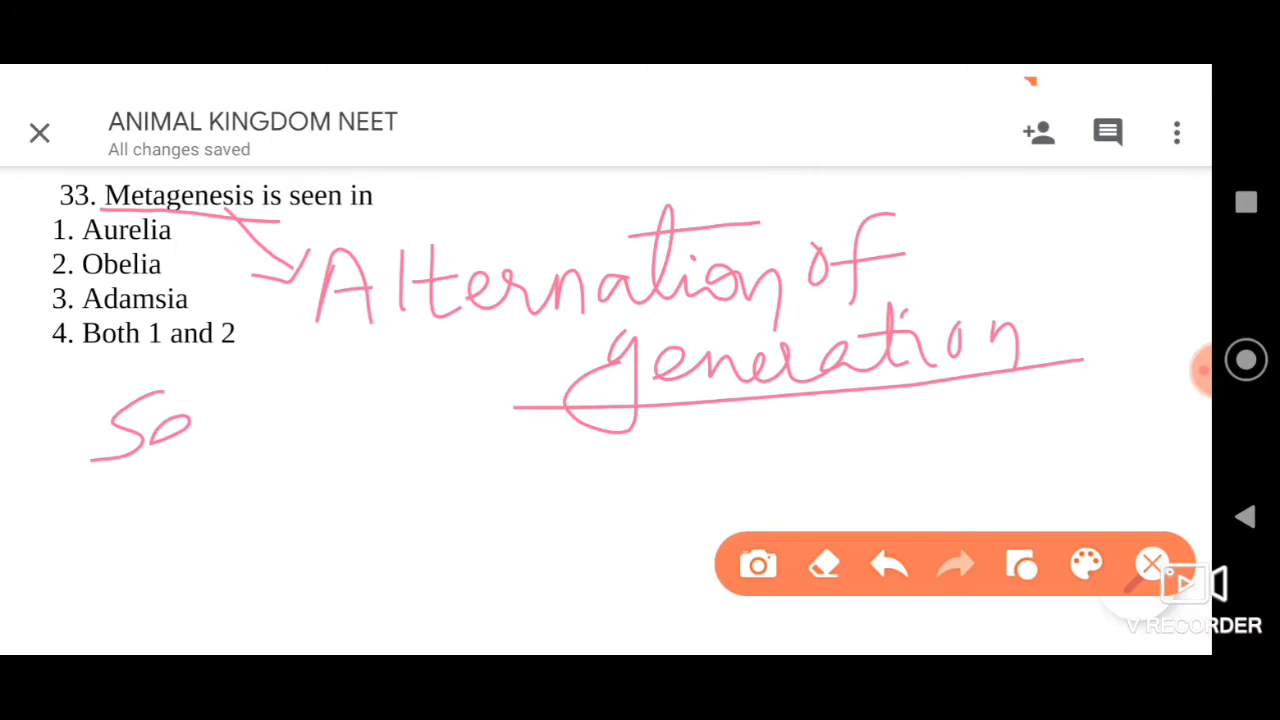 ANIMAL KINGDOM NEET
All changes saved
33. Metagenesis is seen in
1. Aurelia
2. Obelia
3. Adamsia
4. Both 1 and 2
Alternation of
generation
Se
V RECORDER